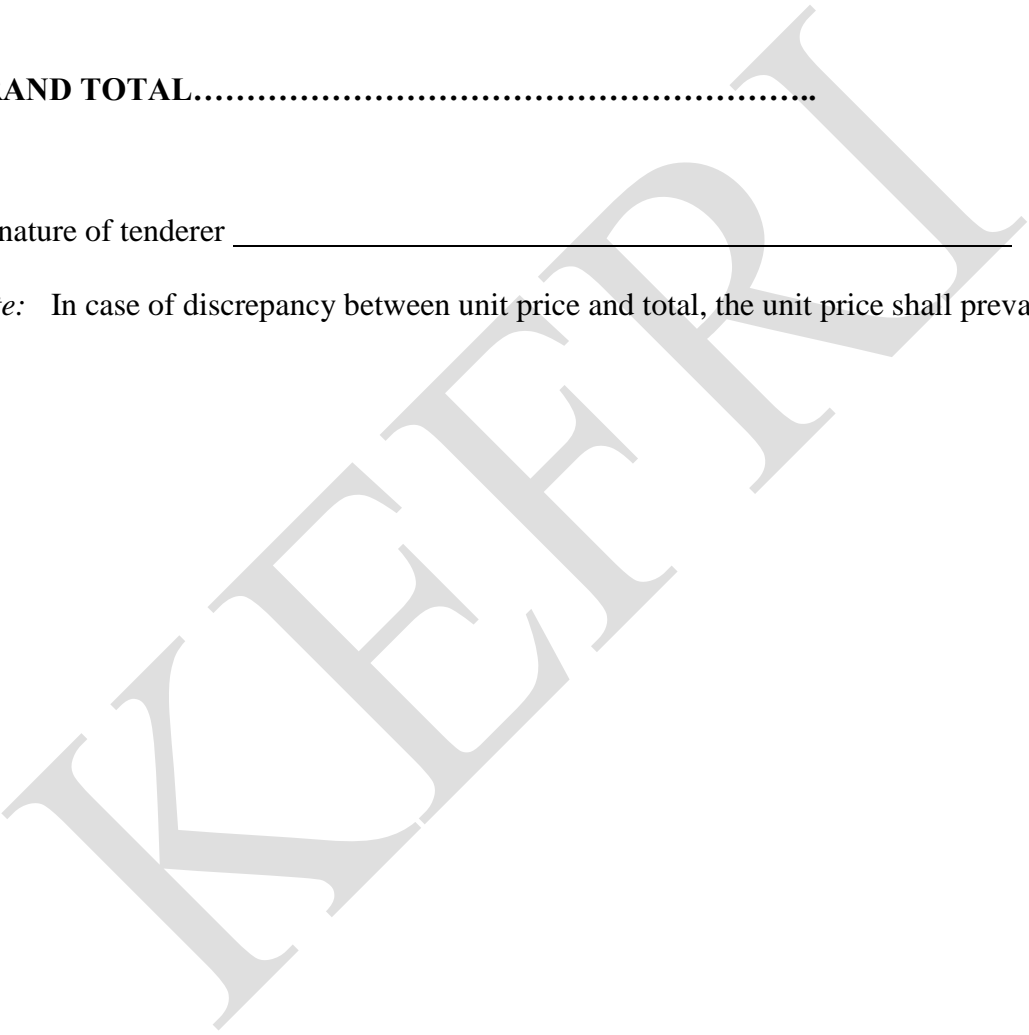 RAND TOTAL…………………………………………………..
nature of tenderer
e: In case of discrepancy between unit price and total, the unit price shall preva
KEFRI